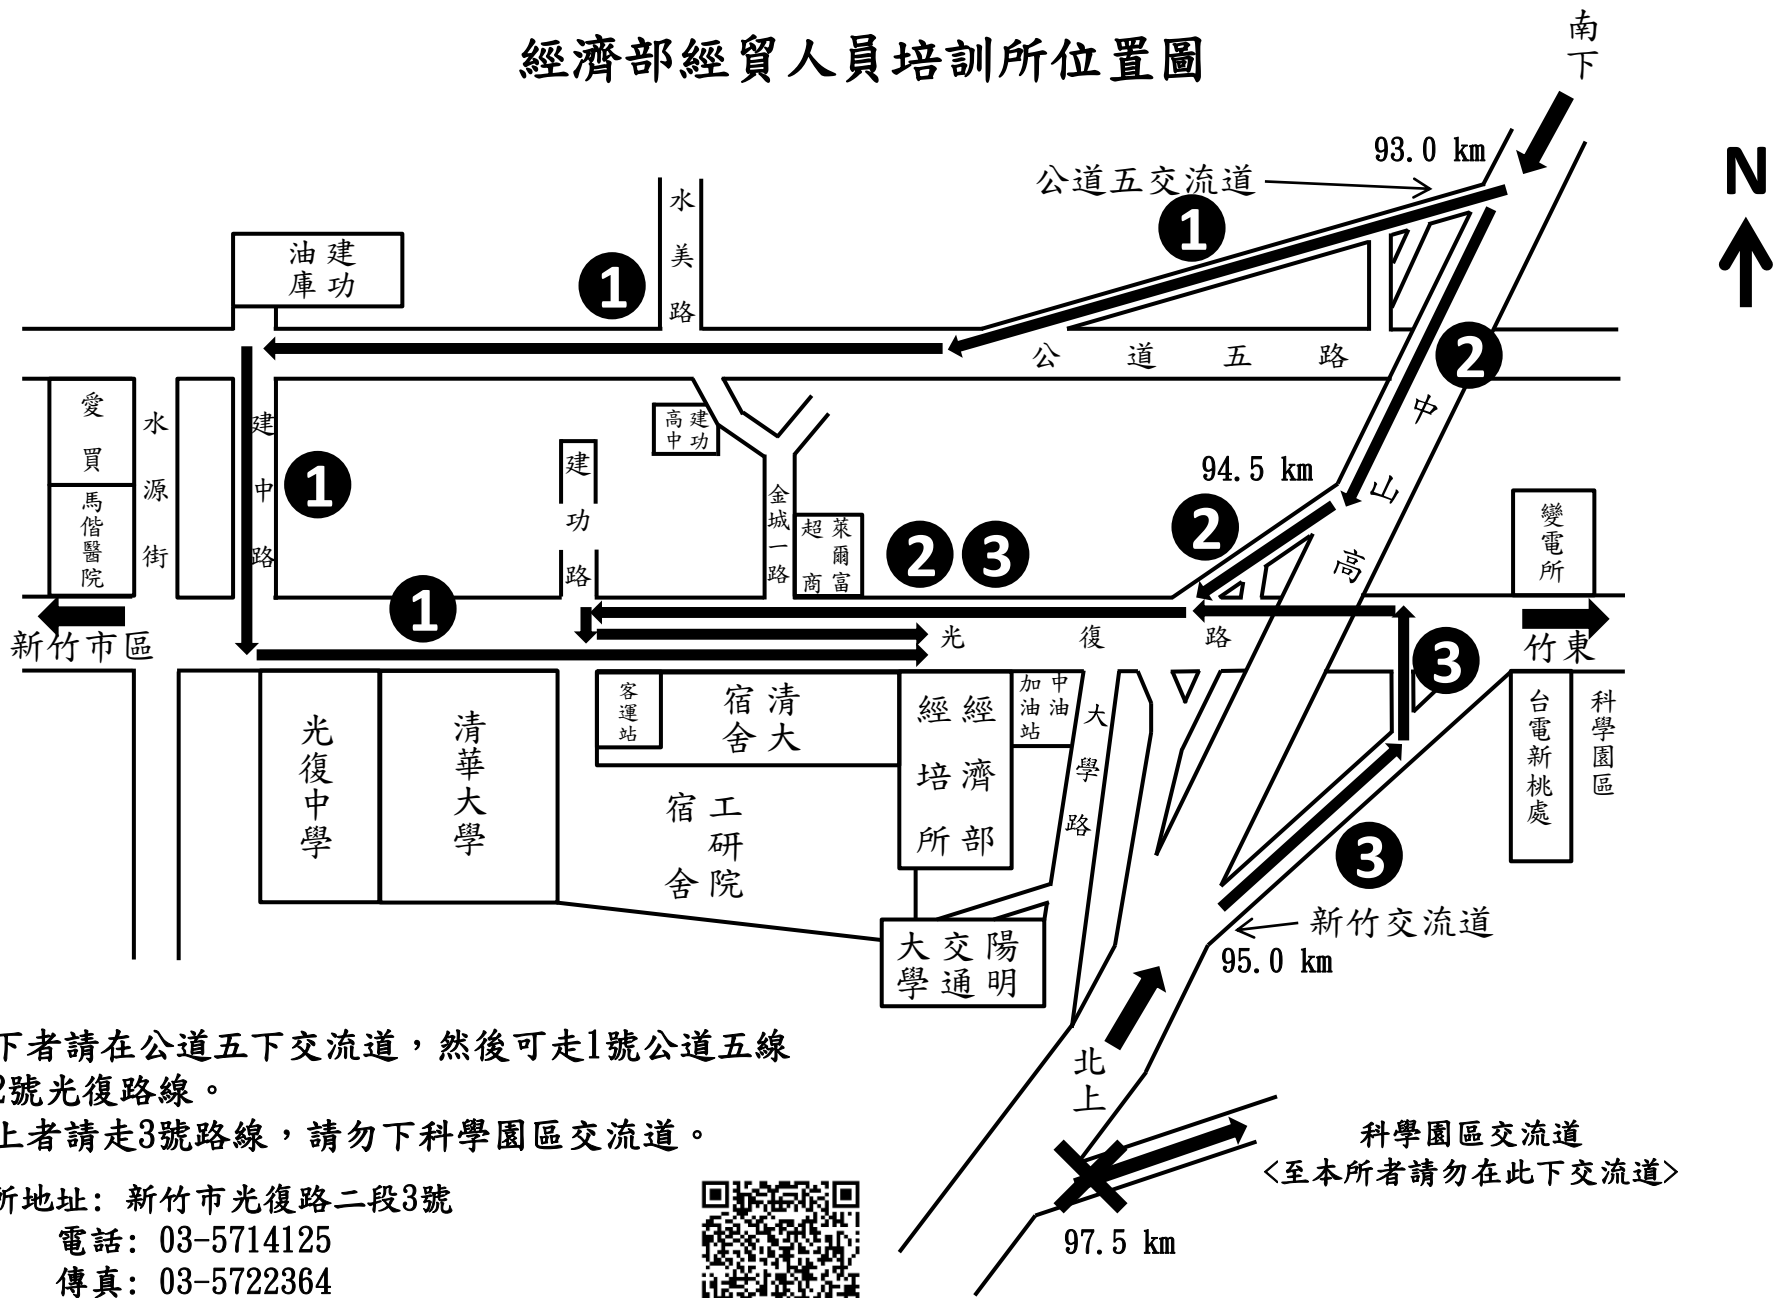 經濟部經貿人員培訓所位置圖
南下
N
93.0 km
公道五交流道
1
水美路
1
建功油庫
公道五路
2
愛買
水源街
建中路
建功高中
中山高
94.5 km
建功路
金城一路
萊爾富超商
1
2
3
2
變電所
馬偕醫院
1
新竹市區
光復路
竹東
3
光復中學
清華大學
客運站
清大宿舍
經濟部經培所
中油加油站
大學路
台電新桃處
科學園區
工研院宿舍
3
陽明交通大學
新竹交流道
95.0 km
下者請在公道五下交流道，然後可走1號公道五線
2號光復路線。
上者請走3號路線，請勿下科學園區交流道。
北上
科學園區交流道
<至本所者請勿在此下交流道>
97.5 km
所地址: 新竹市光復路二段3號
電話: 03-5714125
傳真: 03-5722364